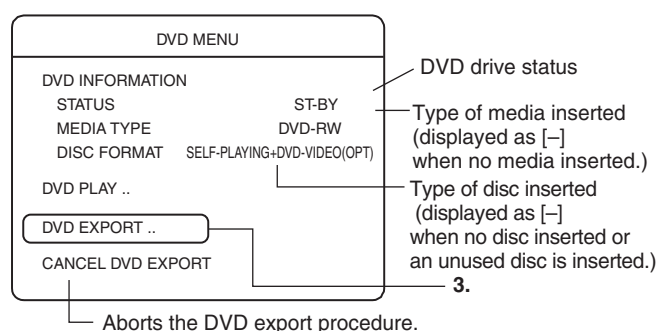 DVD MENU
DVD INFORMATION
STATUS ST-BY
MEDIA TYPE DVD-RW
DISC FORMAT SELF-PLAYING+DVD-VIDEO(OPT)
DVD PLAY ..
DVD EXPORT ..
CANCEL DVD EXPORT
DVD drive status
Type of media inserted
(displayed as [–]
when no media inserted.)
Type of disc inserted
(displayed as [–]
when no disc inserted or
an unused disc is inserted.)
3.
Aborts the DVD export procedure.